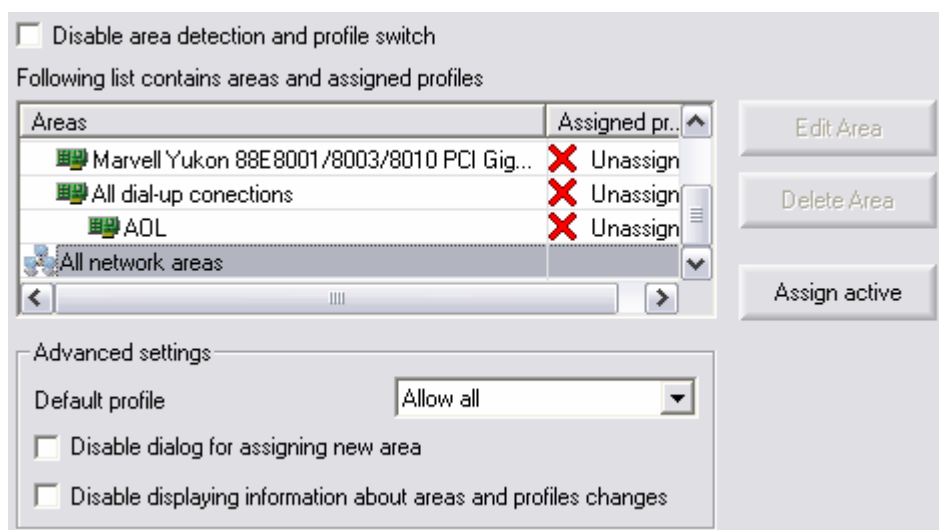 Disable area detection and profile switch
Following list contains areas and assigned profiles
Areas Assigned pr..
Marvell Yukon 88E8001/8003/8010 PCI Gig... Unassign
All dial-up conections Unassign
AOL Unassign
All network areas
Edit Area
Delete Area
Assign active
Advanced settings
Default profile Allow all
Disable dialog for assigning new area
Disable displaying information about areas and profiles changes